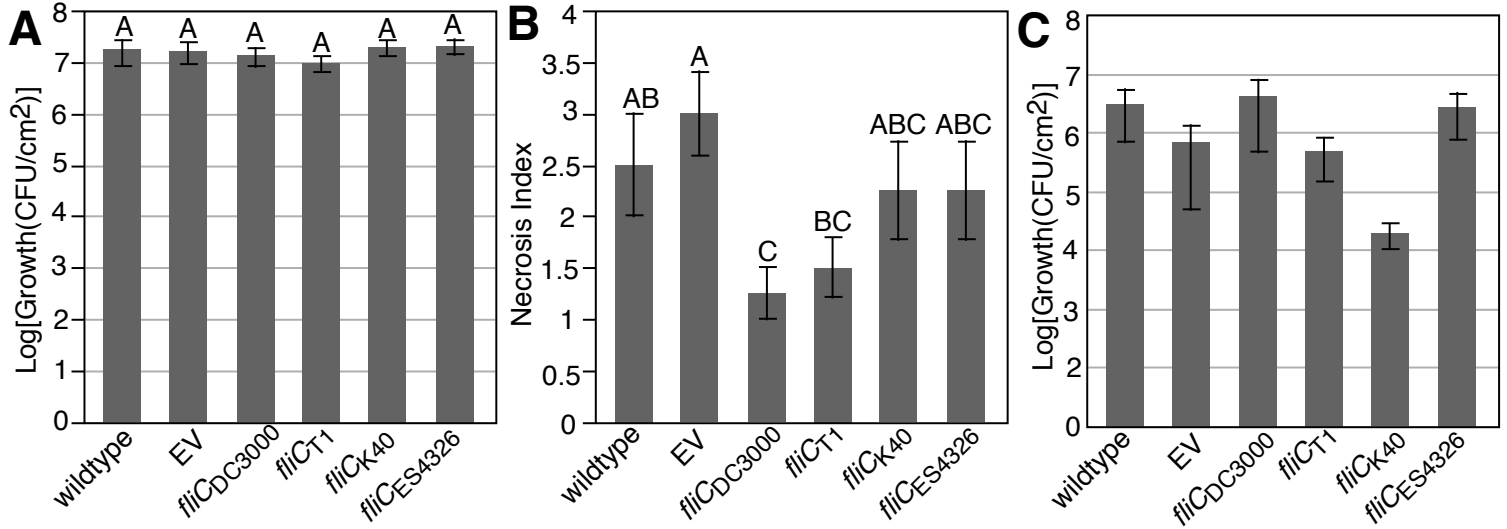 A
Log[Growth(CFU/cm2)]
8
7
6
5
4
3
2
1
0
A
A
A
A
A
A
wildtype
EV
fliCDC3000
fliCT1
fliCK40
fliCES4326
B
Necrosis Index
4
3.5
3
2.5
2
1.5
1
0.5
0
AB
A
C
BC
ABC
ABC
wildtype
EV
fliCDC3000
fliCT1
fliCK40
fliCES4326
C
Log[Growth(CFU/cm2)]
8
7
6
5
4
3
2
0
wildtype
EV
fliCDC3000
fliCT1
fliCK40
fliCES4326